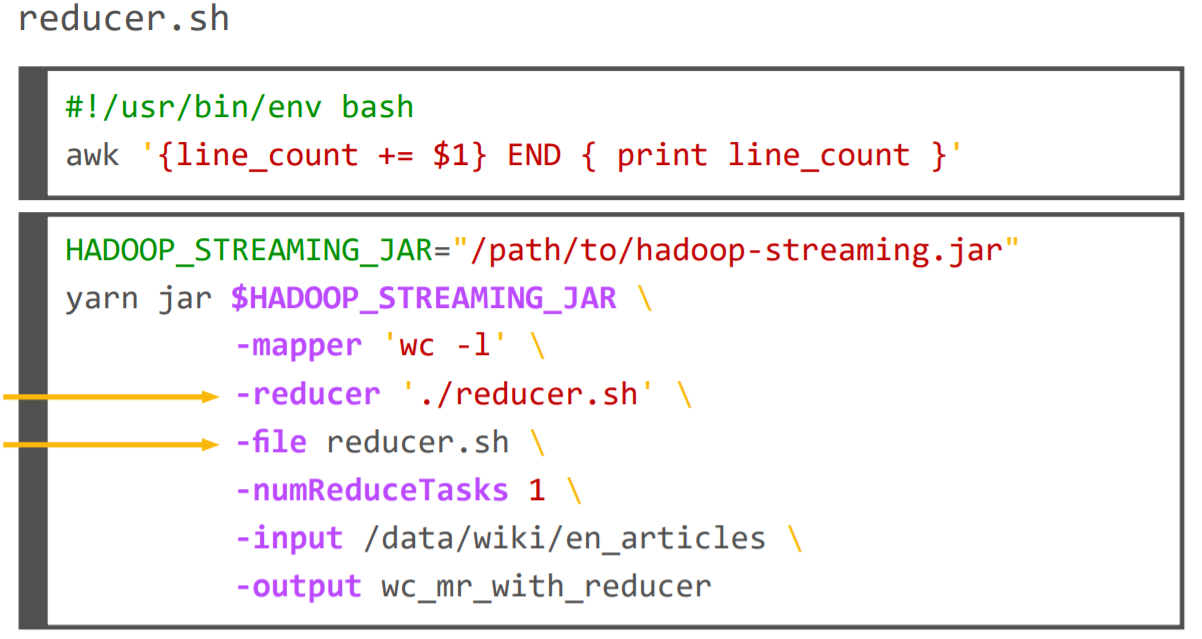 reducer.sh
#!/usr/bin/env bash
awk '{line_count += $1} END { print line_count }'
HADOOP_STREAMING_JAR="/path/to/hadoop-streaming.jar"
yarn jar $HADOOP_STREAMING_JAR \
-mapper 'wc -l' \
-reducer './reducer.sh' \
-file reducer.sh \
-numReduceTasks 1 \
-input /data/wiki/en_articles \
-output wc_mr_with_reducer